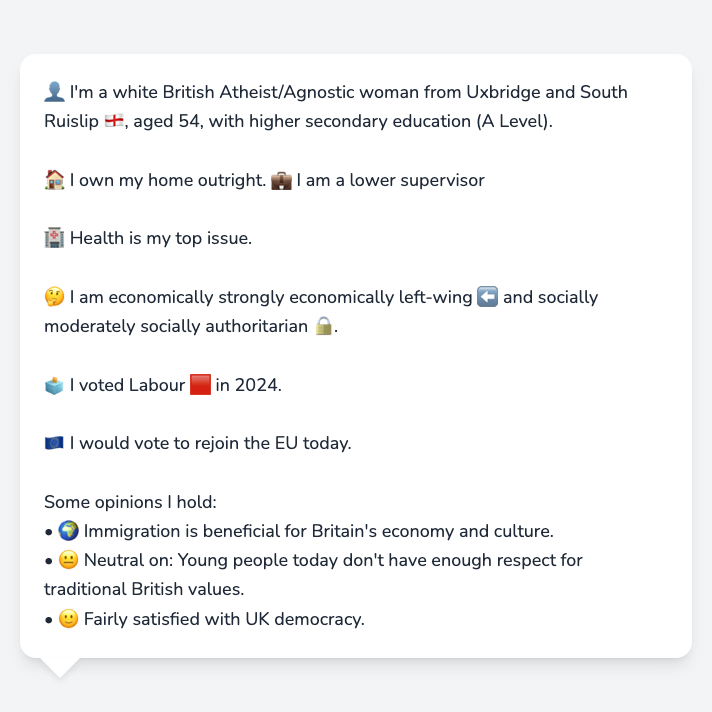 👤 I'm a white British Atheist/Agnostic woman from Uxbridge and South
Ruislip 🏴󠁧󠁢󠁥󠁮󠁧󠁿, aged 54, with higher secondary education (A Level).
🏠 I own my home outright. 💼 I am a lower supervisor
🏥 Health is my top issue.
🤔 I am economically strongly economically left-wing ⬅️ and socially
moderately socially authoritarian 🔒.
🗳️ I voted Labour 🟥 in 2024.
🇪🇺 I would vote to rejoin the EU today.
Some opinions I hold:
• 🌍 Immigration is beneficial for Britain's economy and culture.
• 😐 Neutral on: Young people today don't have enough respect for
traditional British values.
• 🙂 Fairly satisfied with UK democracy.